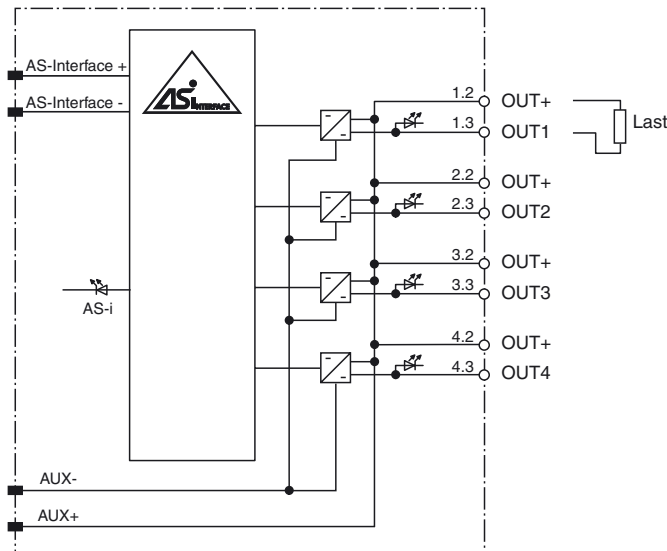 AS-Interface +
AS-Interface -
ASi INTERFACE
1.2 OUT+
1.3 OUT1
Last
2.2 OUT+
2.3 OUT2
3.2 OUT+
3.3 OUT3
AS-i
4.2 OUT+
4.3 OUT4
AUX-
AUX+